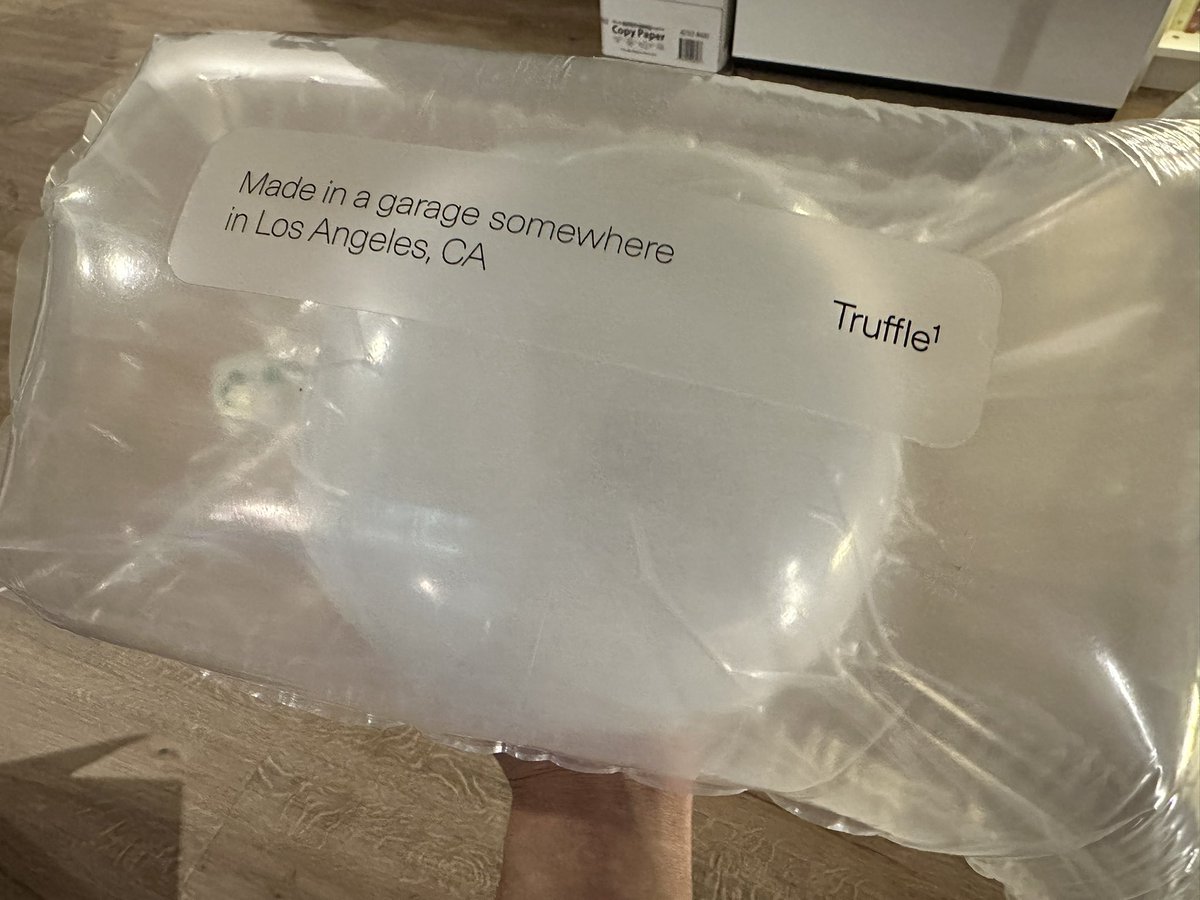 Copy Paper
Made in a garage somewhere
in Los Angeles, CA
Truffle¹